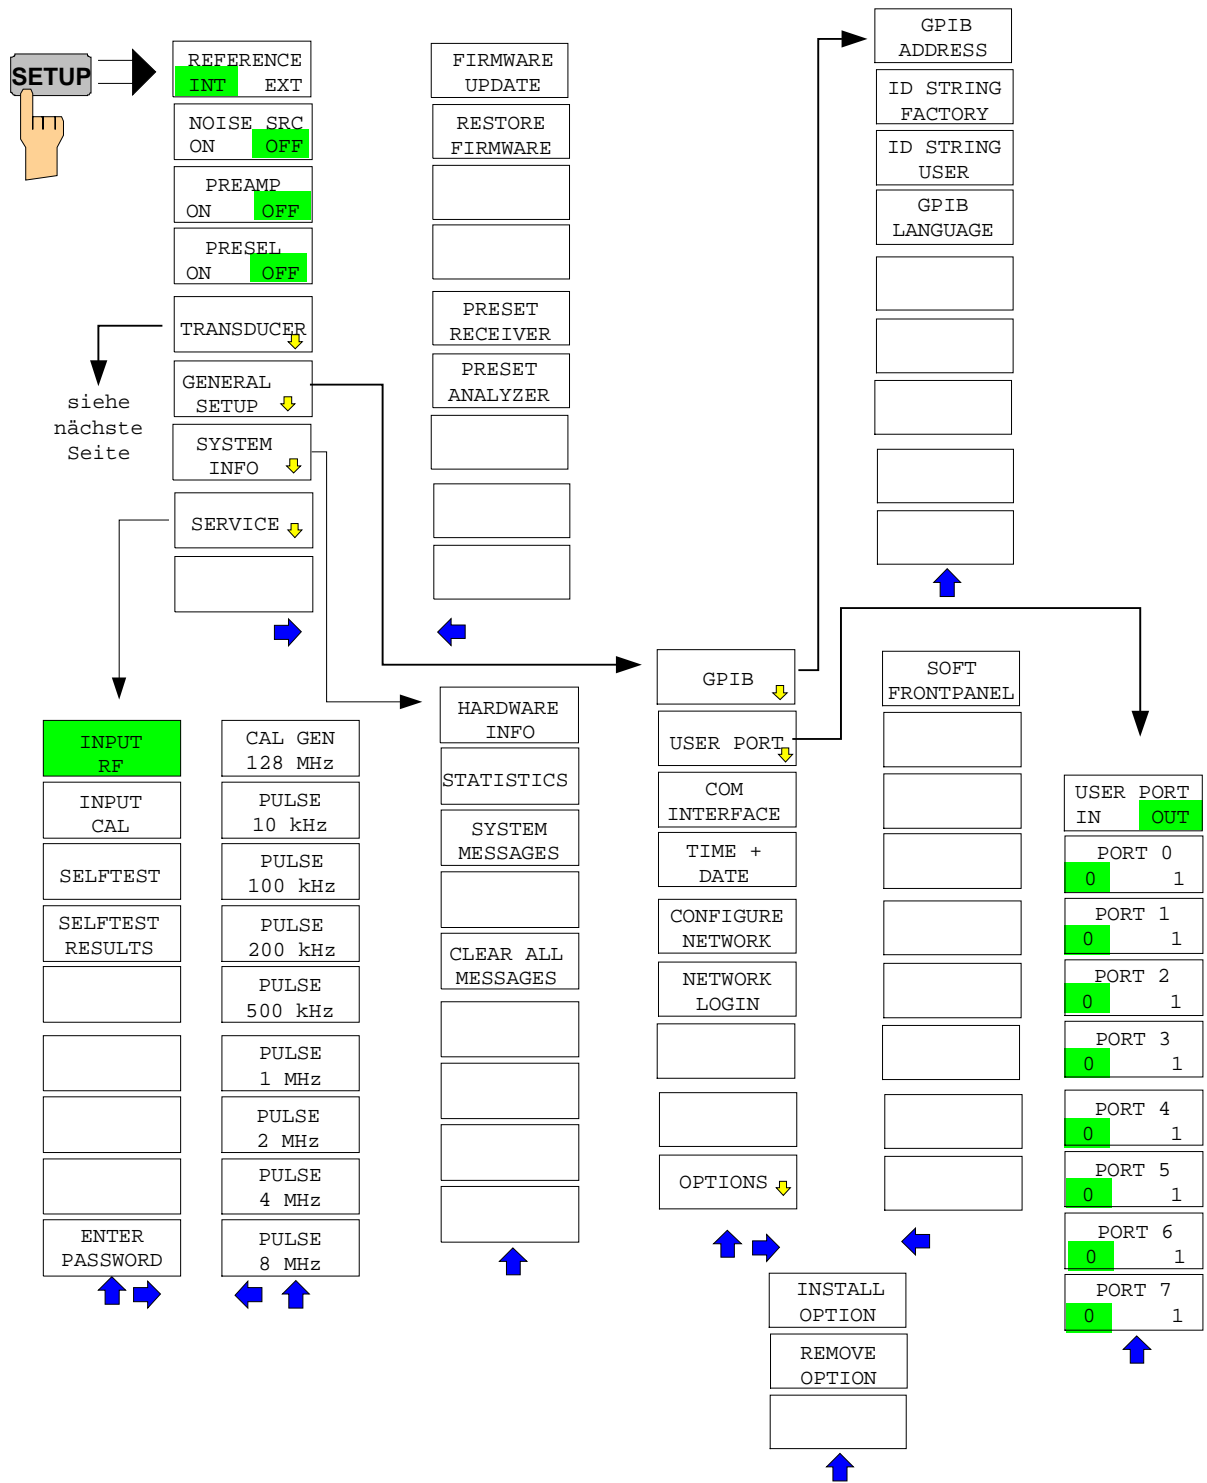 SETUP
REFERENCE
INT EXT
NOISE SRC
ON OFF
PREAMP
ON OFF
PRESEL
ON OFF
TRANSDUCER
GENERAL
SETUP
SYSTEM
INFO
SERVICE
siehe
nächste
Seite
FIRMWARE
UPDATE
RESTORE
FIRMWARE
PRESET
RECEIVER
PRESET
ANALYZER
GPIB
ADDRESS
ID STRING
FACTORY
ID STRING
USER
GPIB
LANGUAGE
INPUT
RF
INPUT
CAL
SELFTEST
SELFTEST
RESULTS
ENTER
PASSWORD
CAL GEN
128 MHz
PULSE
10 kHz
PULSE
100 kHz
PULSE
200 kHz
PULSE
500 kHz
PULSE
1 MHz
PULSE
2 MHz
PULSE
4 MHz
PULSE
8 MHz
HARDWARE
INFO
STATISTICS
SYSTEM
MESSAGES
CLEAR ALL
MESSAGES
GPIB
USER PORT
COM
INTERFACE
TIME +
DATE
CONFIGURE
NETWORK
NETWORK
LOGIN
OPTIONS
INSTALL
OPTION
REMOVE
OPTION
SOFT
FRONTPANEL
USER PORT
IN OUT
PORT 0
0 1
PORT 1
0 1
PORT 2
0 1
PORT 3
0 1
PORT 4
0 1
PORT 5
0 1
PORT 6
0 1
PORT 7
0 1